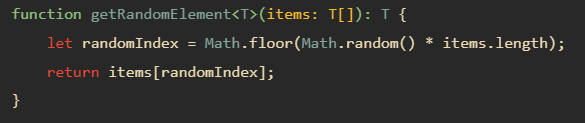 function getRandomElement<T>(items: T[]): T {
    let randomIndex = Math.floor(Math.random() * items.length);
    return items[randomIndex];
}